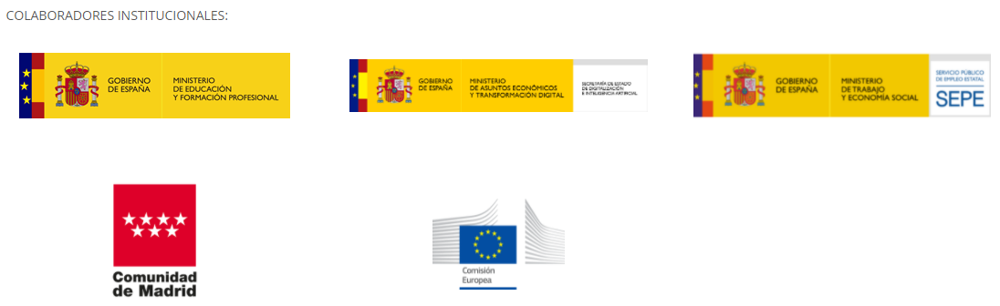 COLABORADORES INSTITUCIONALES:
GOBIERNO
DE ESPAÑA
MINISTERIO
DE EDUCACIÓN
Y FORMACIÓN PROFESIONAL
GOBIERNO
DE ESPAÑA
MINISTERIO
DE ASUNTOS ECONÓMICOS
Y TRANSFORMACIÓN DIGITAL
SECRETARÍA DE ESTADO
DE DIGITALIZACIÓN
E INTELIGENCIA ARTIFICIAL
GOBIERNO
DE ESPAÑA
MINISTERIO
DE TRABAJO
Y ECONOMÍA SOCIAL
SERVICIO PÚBLICO
DE EMPLEO ESTATAL
SEPE
Comunidad
de Madrid
Comisión
Europea